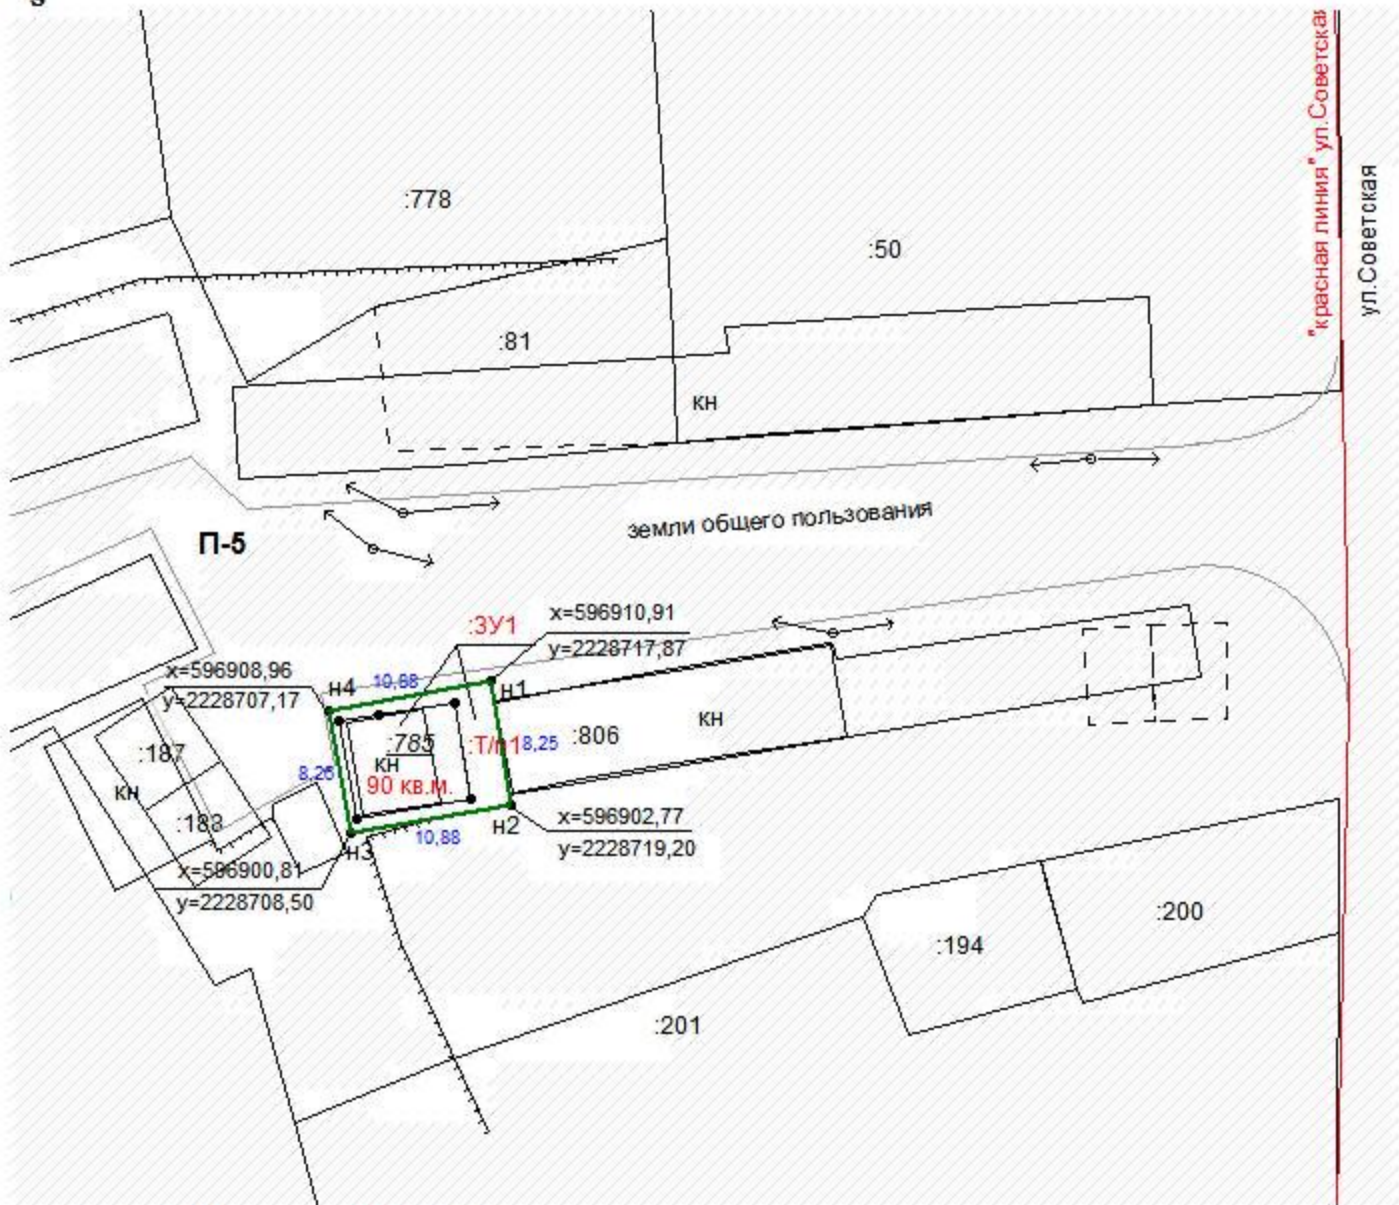 "красная линия" ул.Советская
ул.Советская
:778
:50
:81
кн
земли общего пользования
П-5
:ЗУ1
x=596910,91
y=2228717,87
x=596908,96
y=2228707,17
н4
10,88
н1
:187
кн
:188
:785
кн
90 кв.м.
:Т/п1
8,25
:806
кн
8,25
10,88
н2
x=596902,77
y=2228719,20
н3
x=596900,81
y=2228708,50
:194
:200
:201